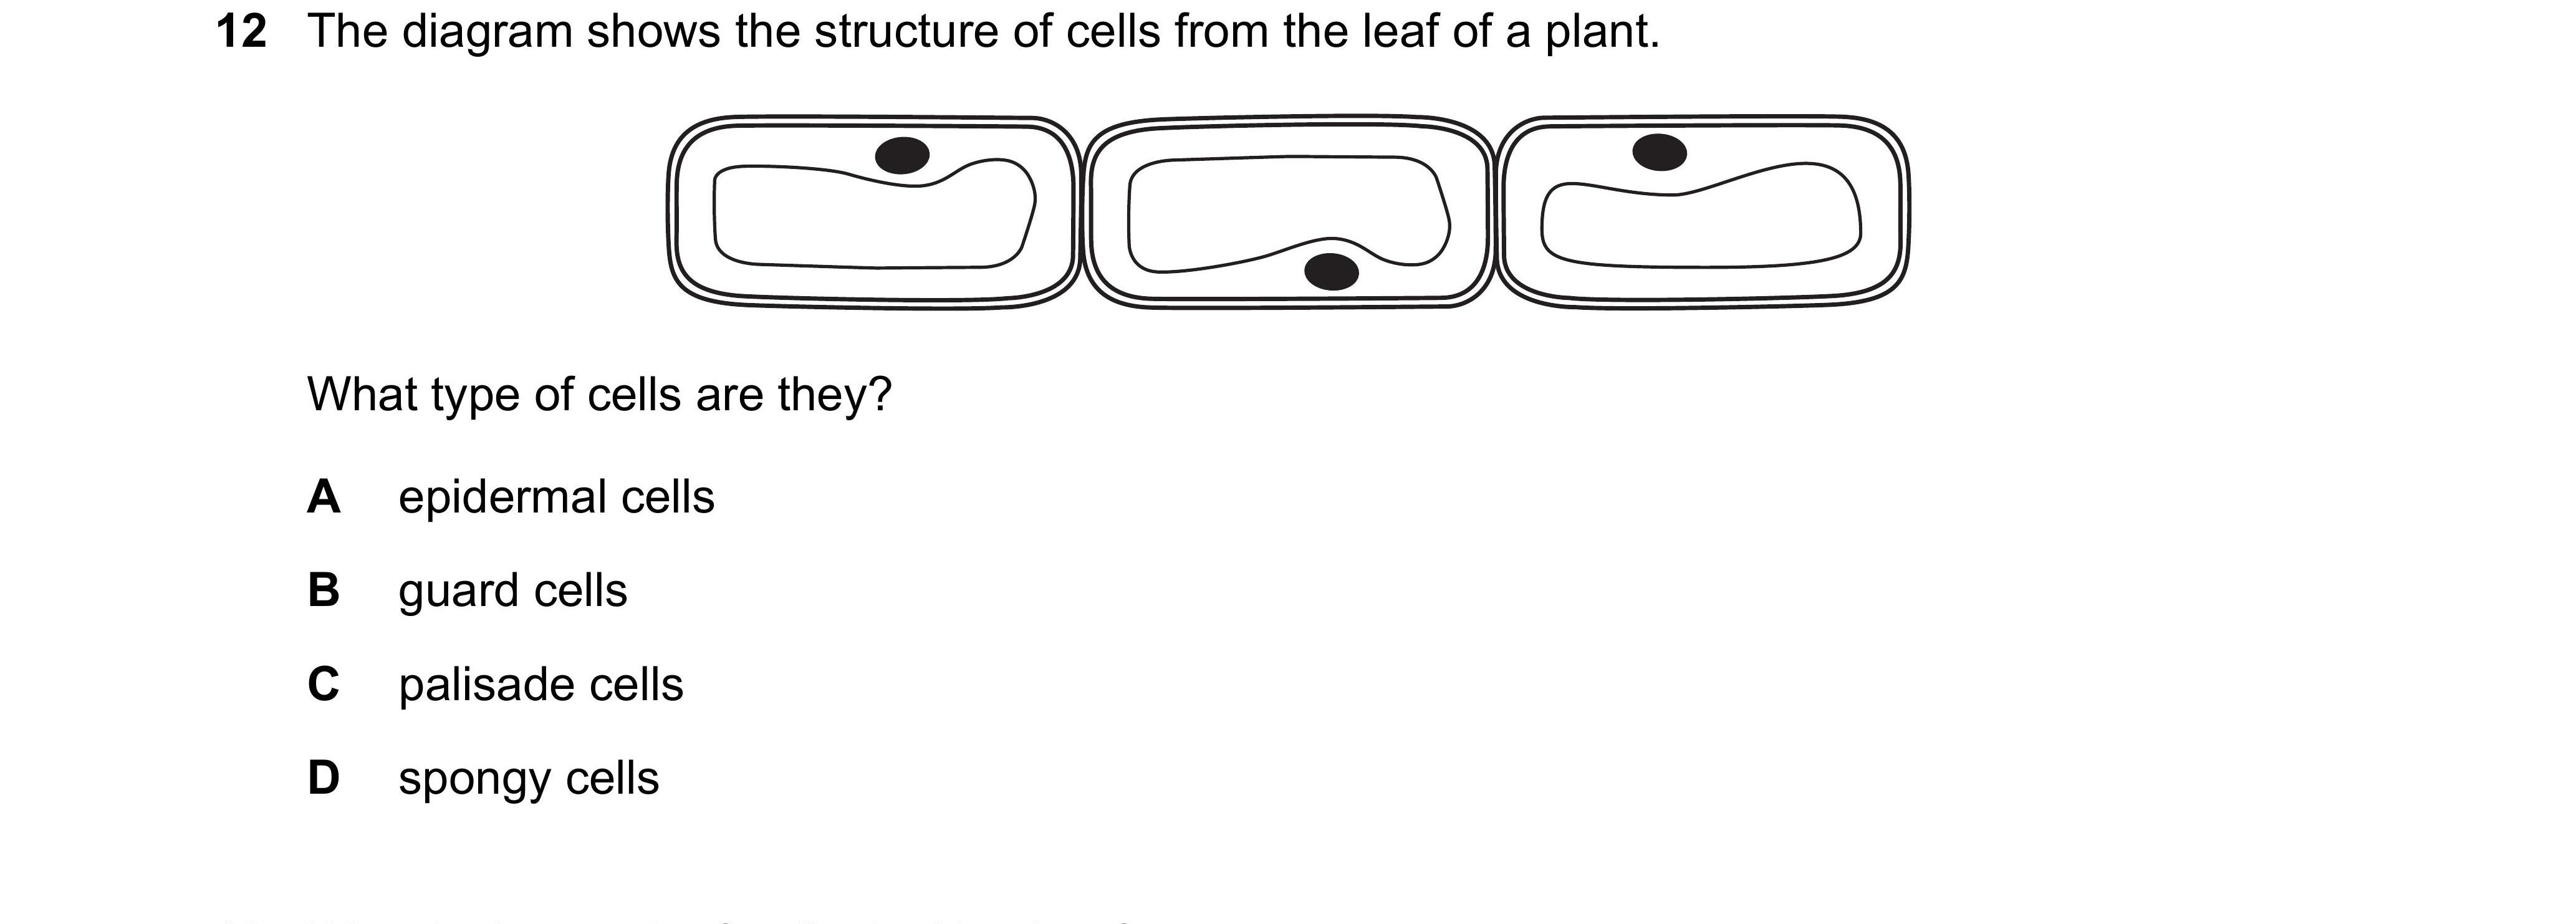 12 The diagram shows the structure of cells from the leaf of a plant.
What type of cells are they?
A epidermal cells
B guard cells
C palisade cells
D spongy cells